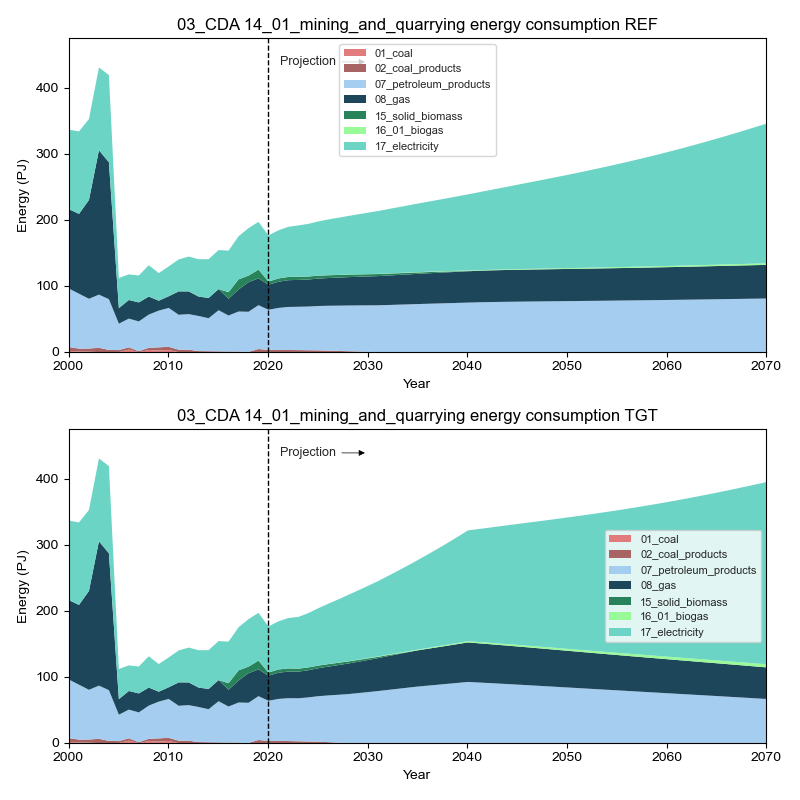 03_CDA 14_01_mining_and_quarrying energy consumption REF
Projection
01_coal
02_coal_products
07_petroleum_products
08_gas
15_solid_biomass
16_01_biogas
17_electricity
400
300
200
100
0
Energy (PJ)
2000 2010 2020 2030 2040 2050 2060 2070
Year
03_CDA 14_01_mining_and_quarrying energy consumption TGT
Projection
01_coal
02_coal_products
07_petroleum_products
08_gas
15_solid_biomass
16_01_biogas
17_electricity
400
300
200
100
0
Energy (PJ)
2000 2010 2020 2030 2040 2050 2060 2070
Year